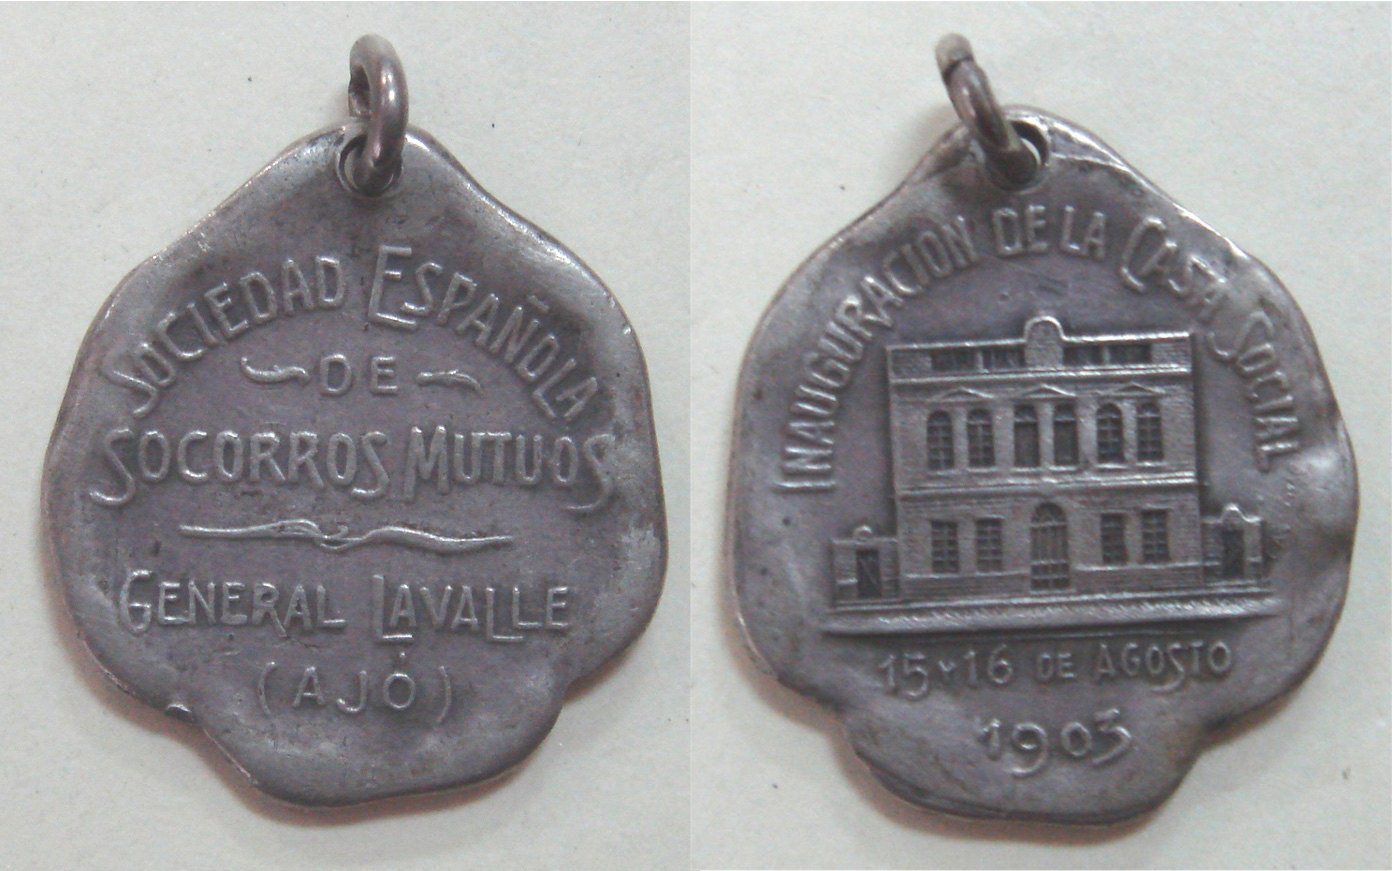 SOCIEDAD ESPAÑOLA
DE
SOCORROS MUTUOS
GENERAL LAVALLE
(AJÓ)
INAUGURACION DE LA CASA SOCIAL
15 Y 16 DE AGOSTO
1903